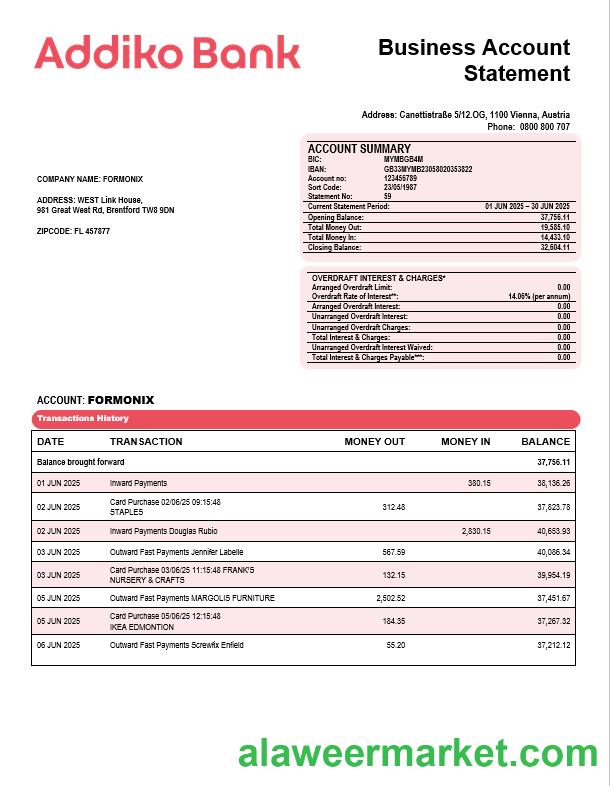 Addiko Bank
Business Account
Statement
Address: Canettistraße 5/12.OG, 1100 Vienna, Austria
Phone: 0800 800 707
COMPANY NAME: FORMONIX
ADDRESS: WEST Link House,
981 Great West Rd, Brentford TW8 9DN
ZIPCODE: FL 457877
ACCOUNT SUMMARY
BIC: MYMBGB4M
IBAN: GB33MYMB23058020353822
Account no: 123456789
Sort Code: 23/05/1987
Statement No: 59
Current Statement Period: 01 JUN 2025 – 30 JUN 2025
Opening Balance: 37,756.11
Total Money Out: 19,585.10
Total Money In: 14,433.10
Closing Balance: 32,604.11
OVERDRAFT INTEREST & CHARGES*
Arranged Overdraft Limit: 0.00
Overdraft Rate of Interest**: 14.06% (per annum)
Arranged Overdraft Interest: 0.00
Unarranged Overdraft Interest: 0.00
Unarranged Overdraft Charges: 0.00
Total Interest & Charges: 0.00
Unarranged Overdraft Interest Waived: 0.00
Total Interest & Charges Payable***: 0.00
ACCOUNT: FORMONIX
Transactions History
DATE TRANSACTION MONEY OUT MONEY IN BALANCE
Balance brought forward 37,756.11
01 JUN 2025 Inward Payments 380.15 38,136.26
02 JUN 2025 Card Purchase 02/06/25 09:15:48 312.48 37,823.78
STAPLES
02 JUN 2025 Inward Payments Douglas Rubio 2,830.15 40,653.93
03 JUN 2025 Outward Fast Payments Jennifer Labelle 567.59 40,086.34
03 JUN 2025 Card Purchase 03/06/25 11:15:48 FRANK'S 132.15 39,954.19
NURSERY & CRAFTS
05 JUN 2025 Outward Fast Payments MARGOLIS FURNITURE 2,502.52 37,451.67
05 JUN 2025 Card Purchase 05/06/25 12:15:48 184.35 37,267.32
IKEA EDMONTION
06 JUN 2025 Outward Fast Payments Screwfix Enfield 55.20 37,212.12
alaweermarket.com